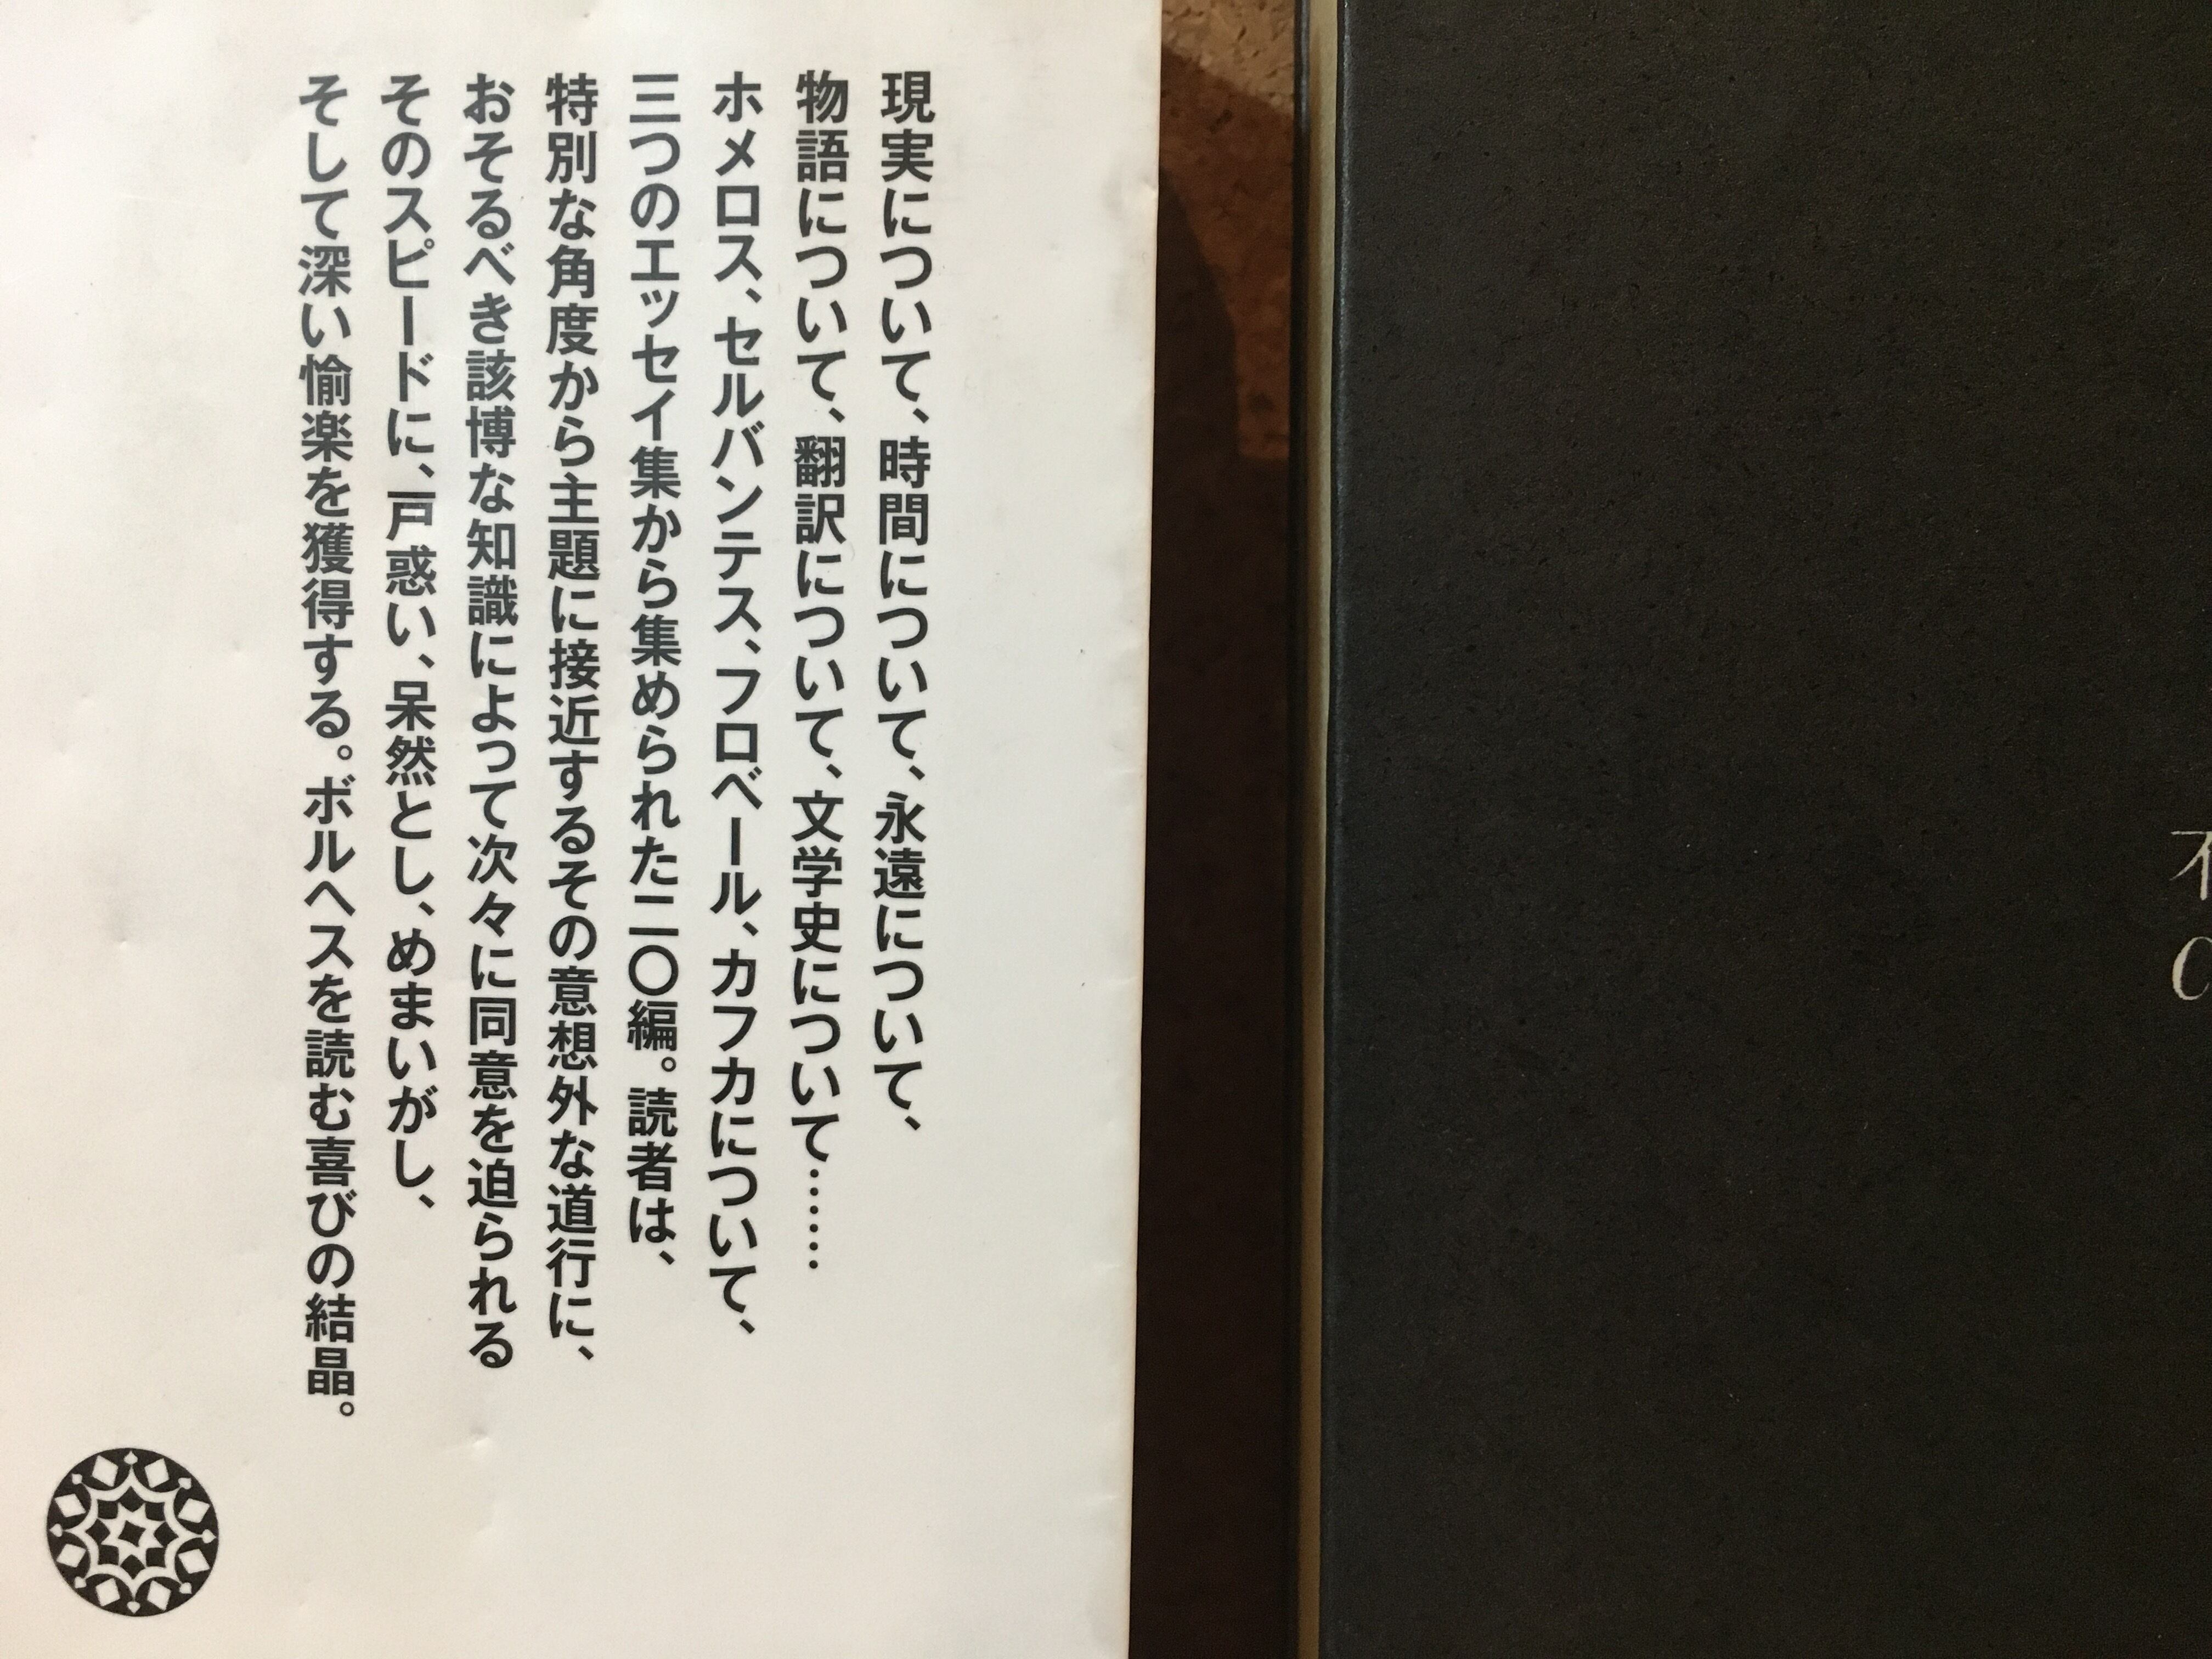 現実について、時間について、永遠について、
物語について、翻訳について、文学史について……
ホメロス、セルバンテス、フロベール、カフカについて、
三つのエッセイ集から集められた二〇編。読者は、
特別な角度から主題に接近するその意想外な道行に、
おそるべき該博な知識によって次々に同意を迫られる
そのスピードに、戸惑い、呆然とし、めまいがし、
そして深い愉楽を獲得する。ボルヘスを読む喜びの結晶。